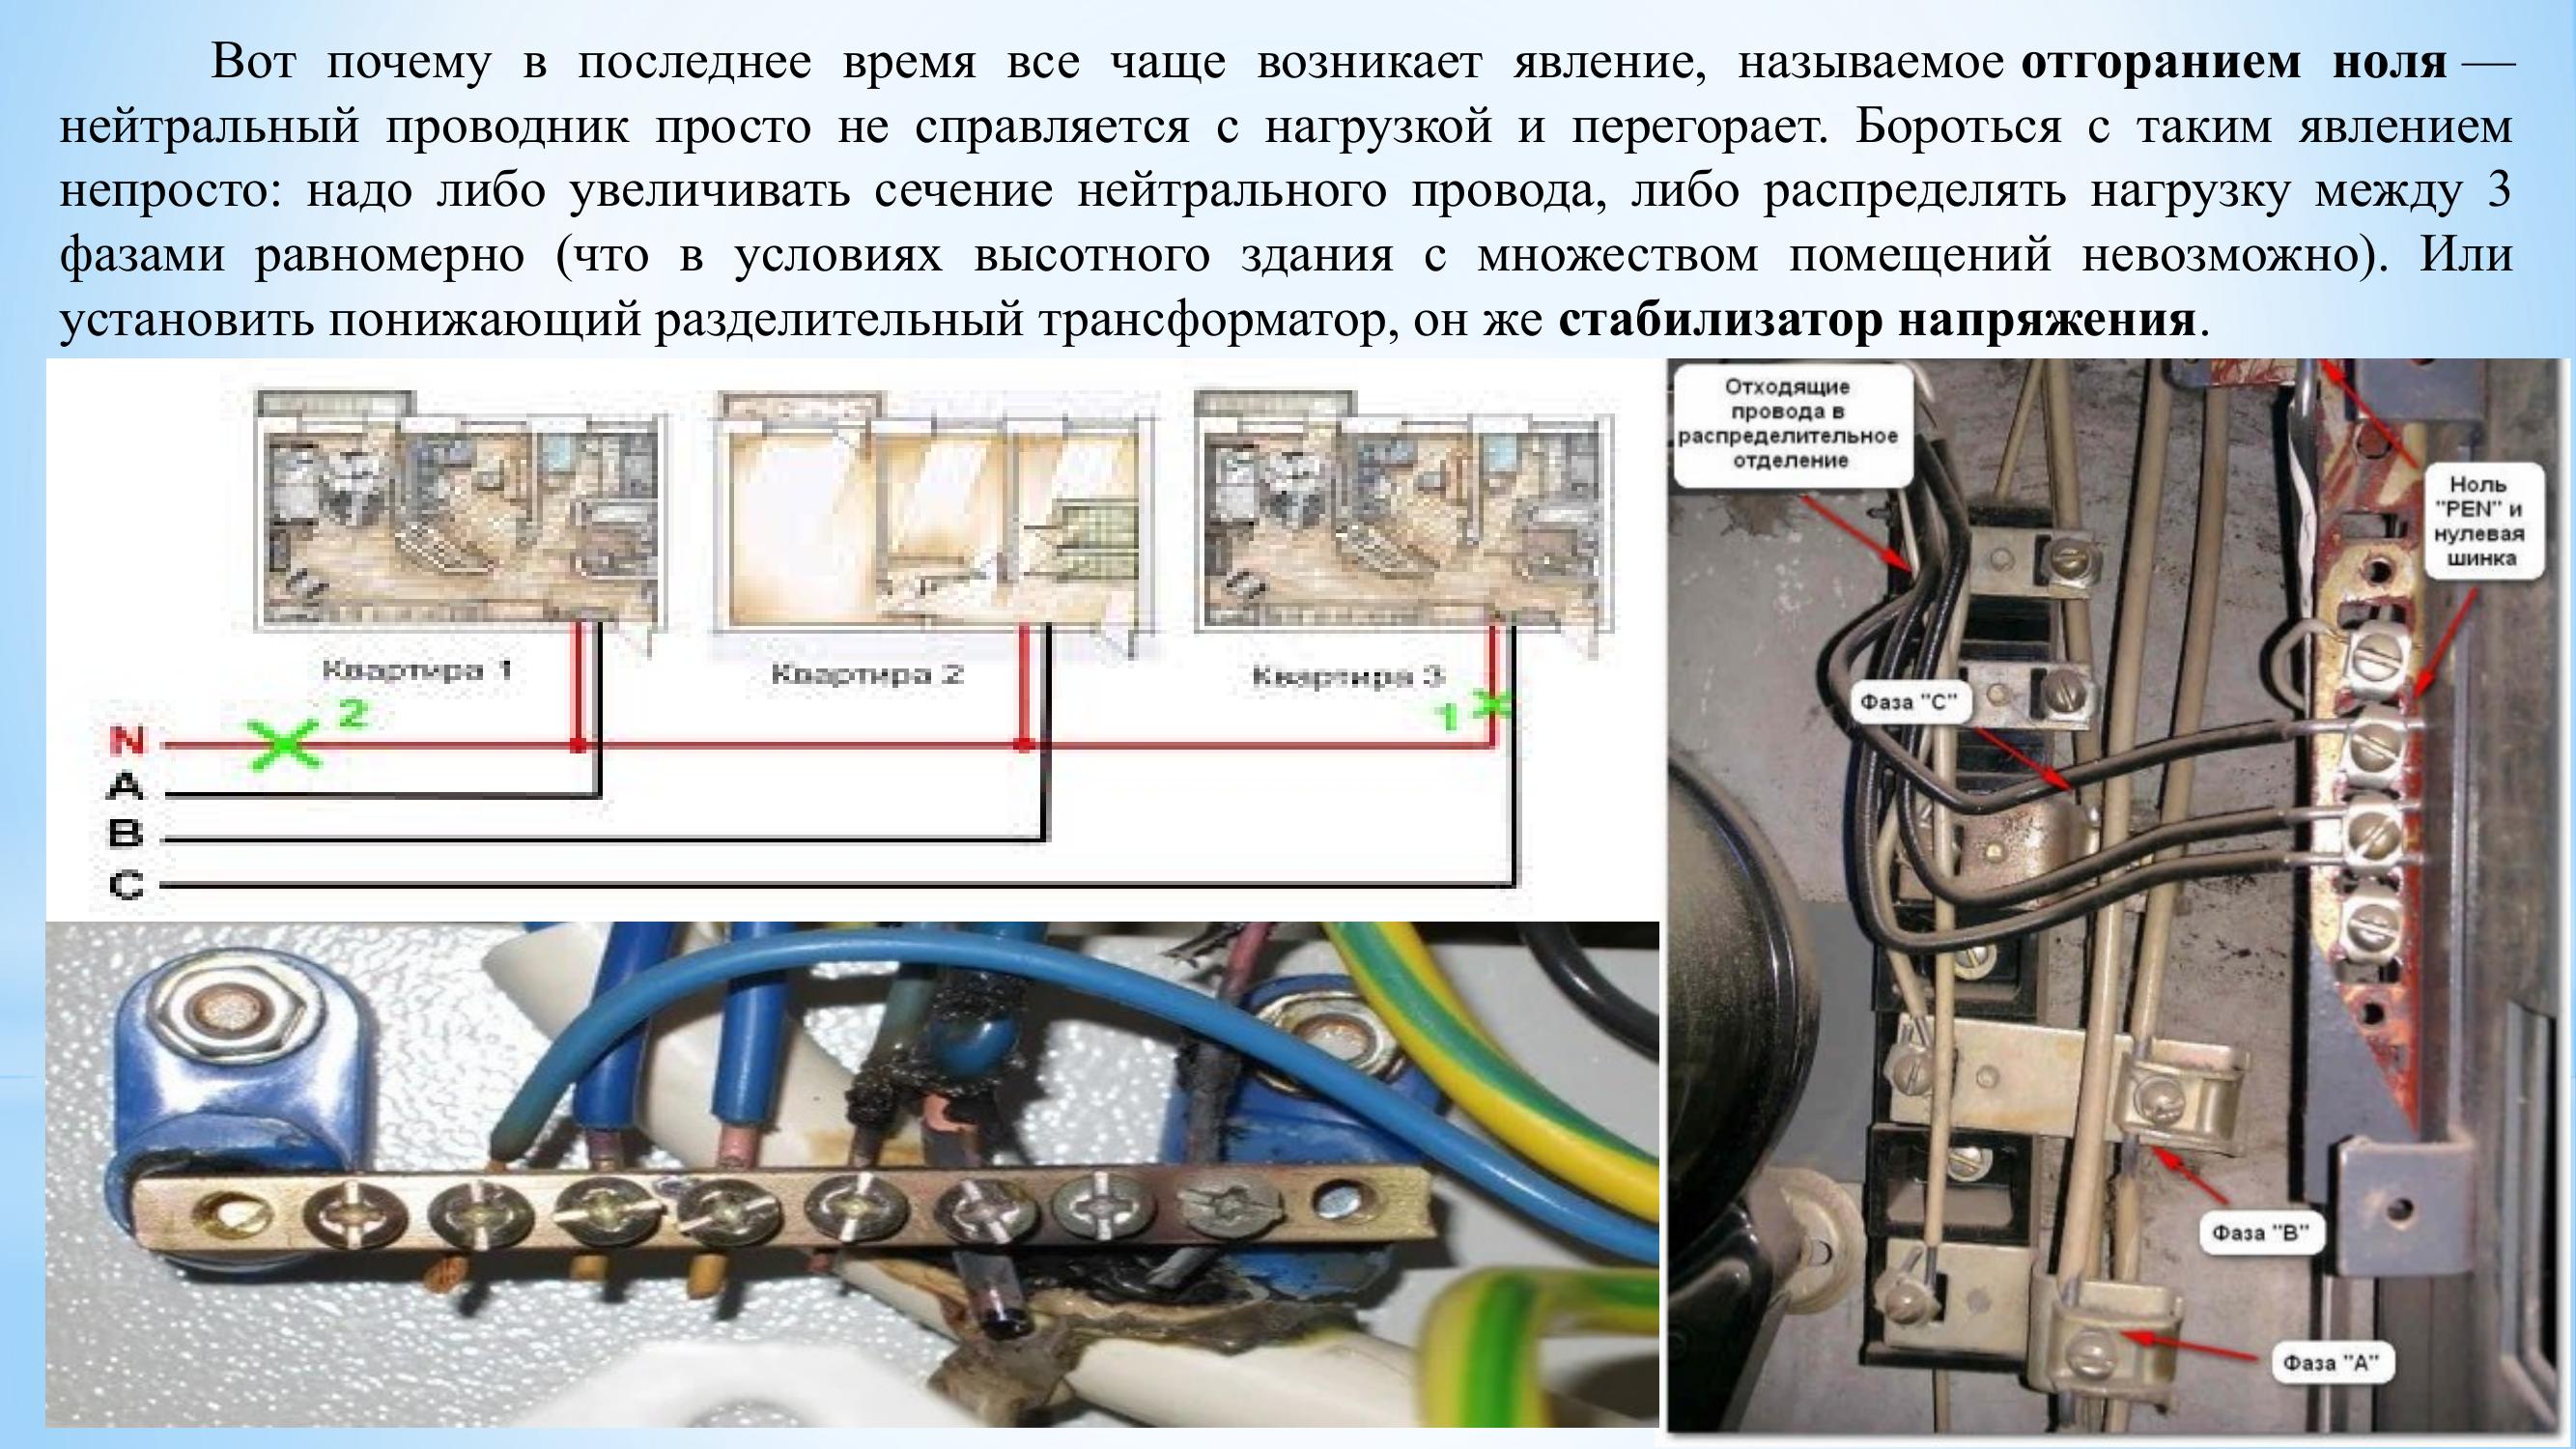 Вот почему в последнее время все чаще возникает явление, называемое отгоранием ноля —
нейтральный проводник просто не справляется с нагрузкой и перегорает. Бороться с таким явлением
непросто: надо либо увеличивать сечение нейтрального провода, либо распределять нагрузку между 3
фазами равномерно (что в условиях высотного здания с множеством помещений невозможно). Или
установить понижающий разделительный трансформатор, он же стабилизатор напряжения.
Квартира 1
Квартира 2
Квартира 3
2
1
N
A
B
C
Отходящие
провода в
распределительное
отделение
Ноль
"PEN" и
нулевая
шинка
Фаза "С"
Фаза "В"
Фаза "А"